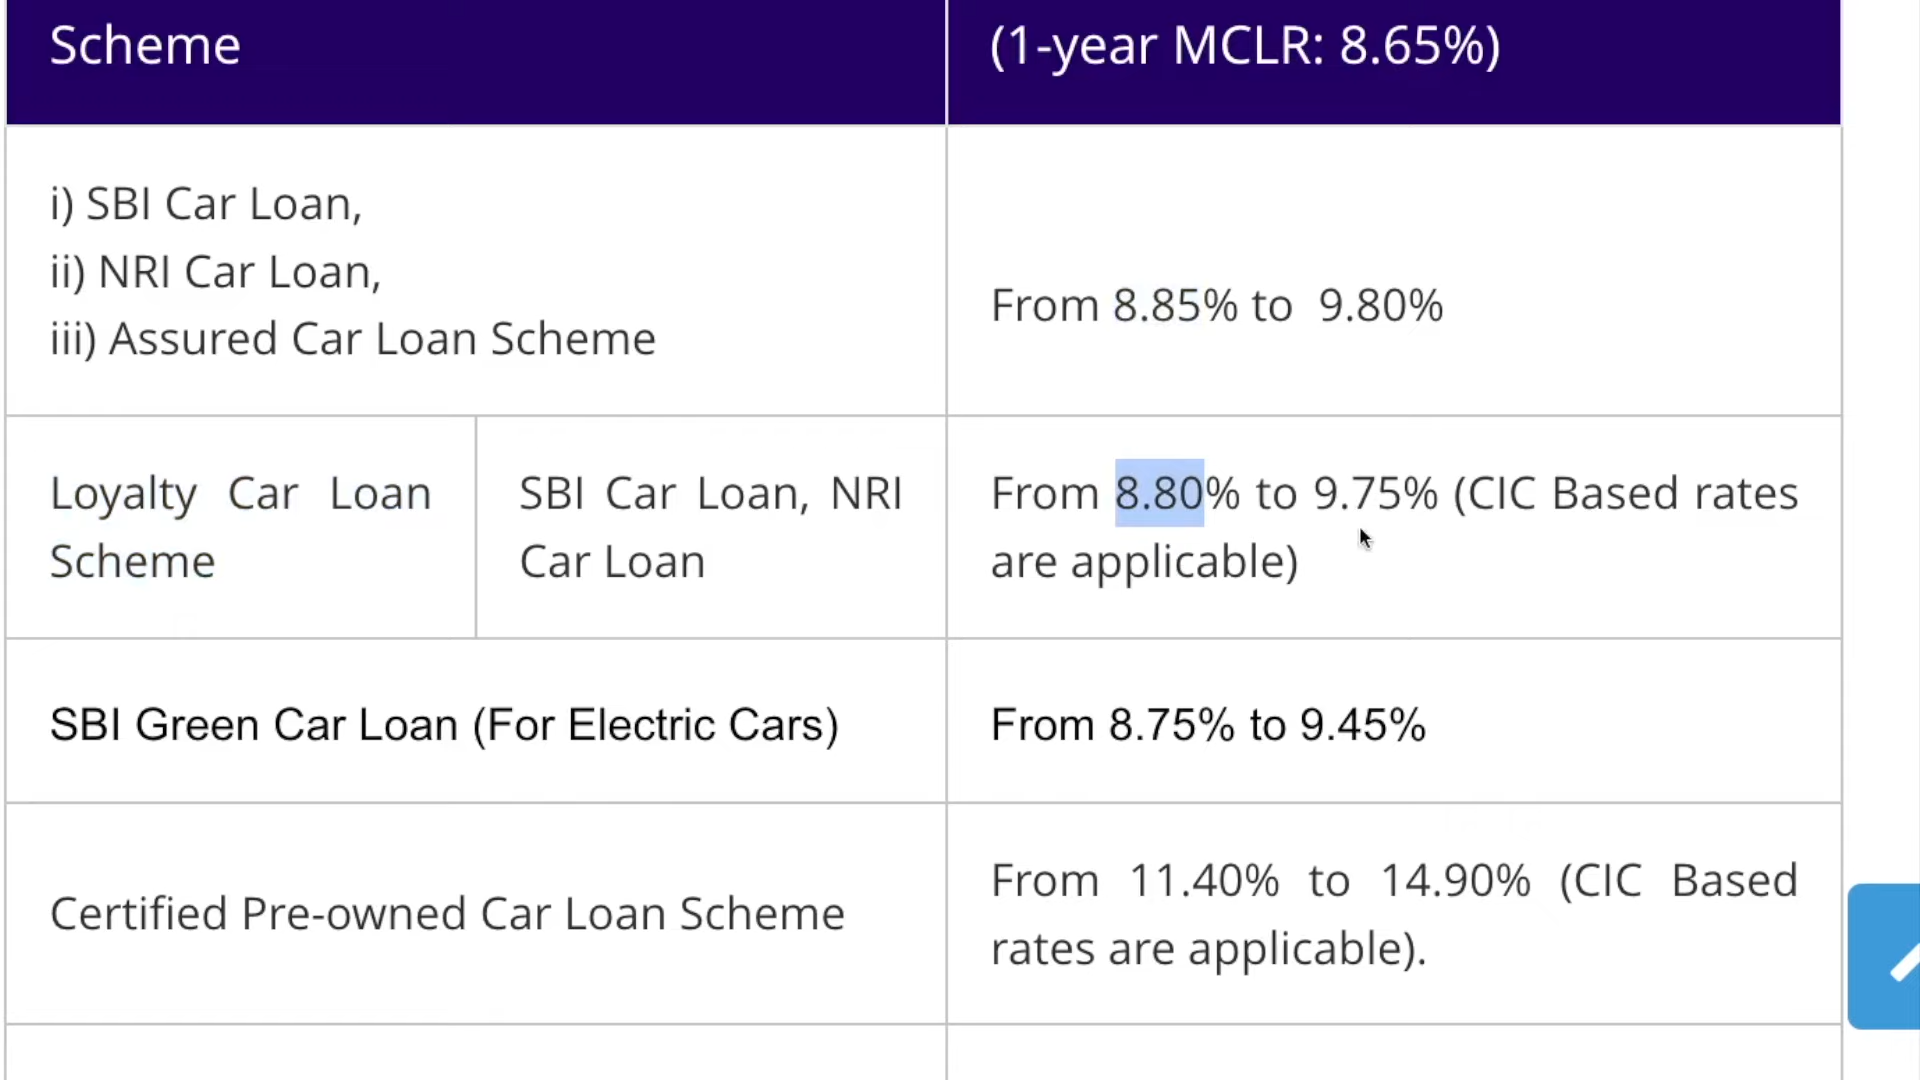 Scheme
(1-year MCLR: 8.65%)
i) SBI Car Loan,
ii) NRI Car Loan,
iii) Assured Car Loan Scheme
From 8.85% to 9.80%
Loyalty Car Loan
Scheme
SBI Car Loan, NRI
Car Loan
From 8.80% to 9.75% (CIC Based rates
are applicable)
SBI Green Car Loan (For Electric Cars)
From 8.75% to 9.45%
Certified Pre-owned Car Loan Scheme
From 11.40% to 14.90% (CIC Based
rates are applicable).